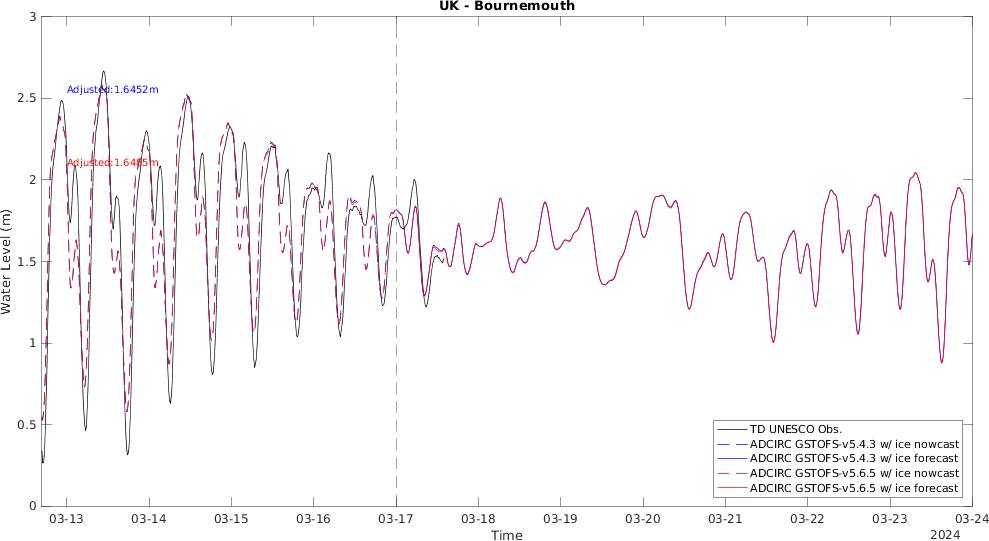 UK - Bournemouth
3
2.5
2
1.5
1
0.5
0
Water Level (m)
Adjusted:1.6452m
Adjusted:1.6485m
TD UNESCO Obs.
ADCIRC GSTOFS-v5.4.3 w/ ice nowcast
ADCIRC GSTOFS-v5.4.3 w/ ice forecast
ADCIRC GSTOFS-v5.6.5 w/ ice nowcast
ADCIRC GSTOFS-v5.6.5 w/ ice forecast
03-13 03-14 03-15 03-16 03-17 03-18 03-19 03-20 03-21 03-22 03-23 03-24
Time
2024